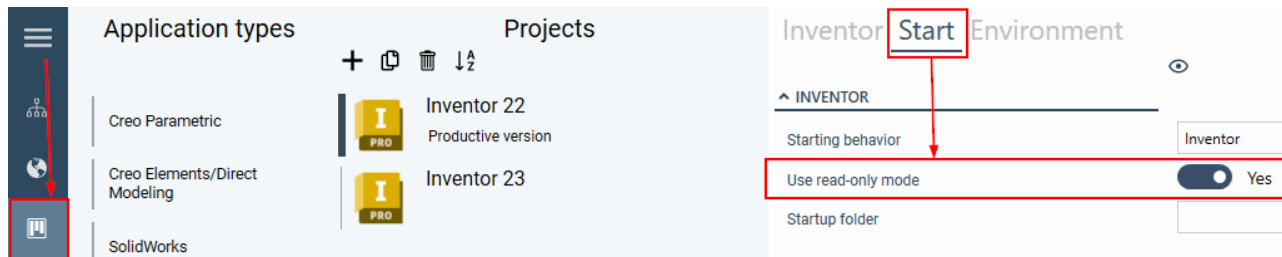 Application types
Creo Parametric
Creo Elements/Direct
Modeling
SolidWorks
Projects
A
Z
I
PRO
Inventor 22
Productive version
I
PRO
Inventor 23
Inventor Start Environment
INVENTOR
Starting behavior
Inventor
Use read-only mode
Yes
Startup folder